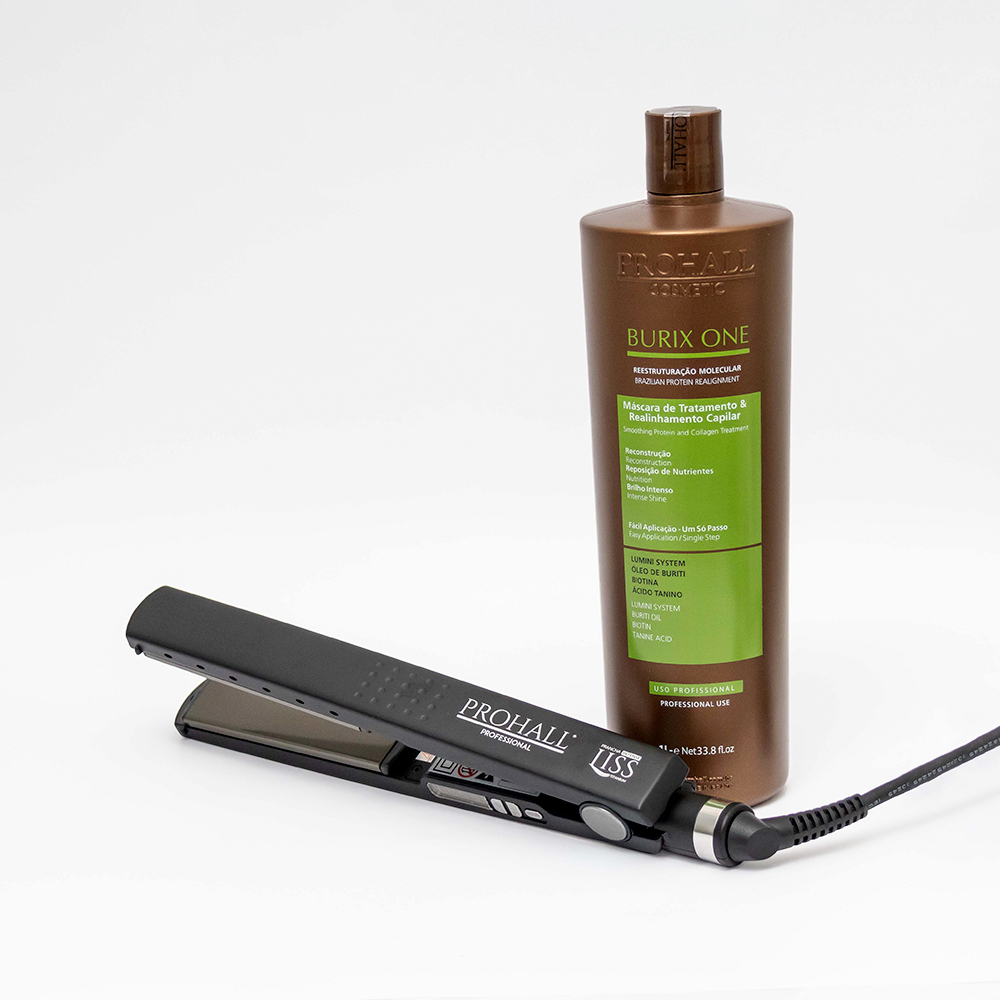 PROHALL
PROHALL
COSMETIC
BURIX ONE
REESTRUTURAÇÃO MOLECULAR
BRAZILIAN PROTEIN REALIGNMENT
Máscara de Tratamento &
Realinhamento Capilar
Smoothing Protein and Collagen Treatment
Reconstrução
Reconstruction
Reposição de Nutrientes
Nutrition
Brilho Intenso
Intense Shine
Fácil Aplicação - Um Só Passo
Easy Application / Single Step
LUMINI SYSTEM
ÓLEO DE BURITI
BIOTINA
ÁCIDO TANINO
LUMINI SYSTEM
BURITI OIL
BIOTIN
TANINE ACID
USO PROFISSIONAL
PROFESSIONAL USE
1L-e Net33.8 fl.oz
PROHALL
PROFESSIONAL
LISS